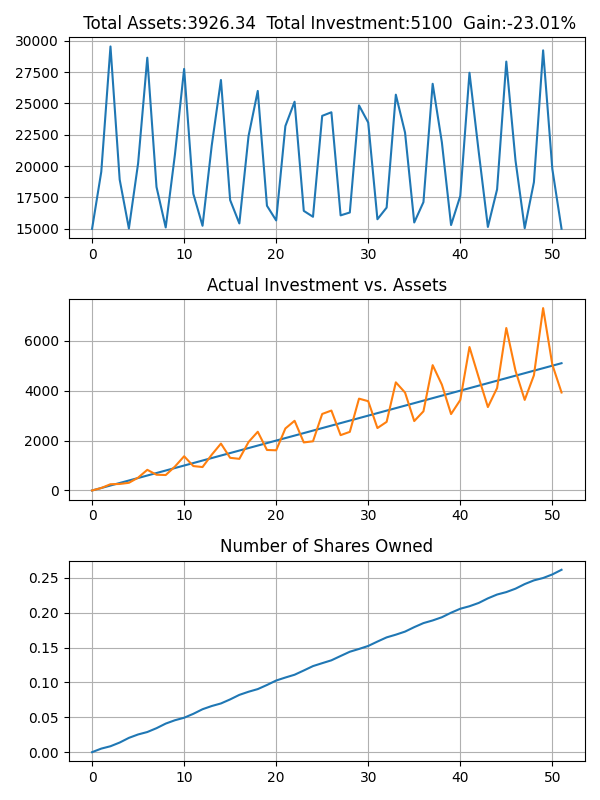 Total Assets:3926.34  Total Investment:5100  Gain:-23.01%
30000
27500
25000
22500
20000
17500
15000
0 10 20 30 40 50
Actual Investment vs. Assets
6000
4000
2000
0
0 10 20 30 40 50
Number of Shares Owned
0.25
0.20
0.15
0.10
0.05
0.00
0 10 20 30 40 50